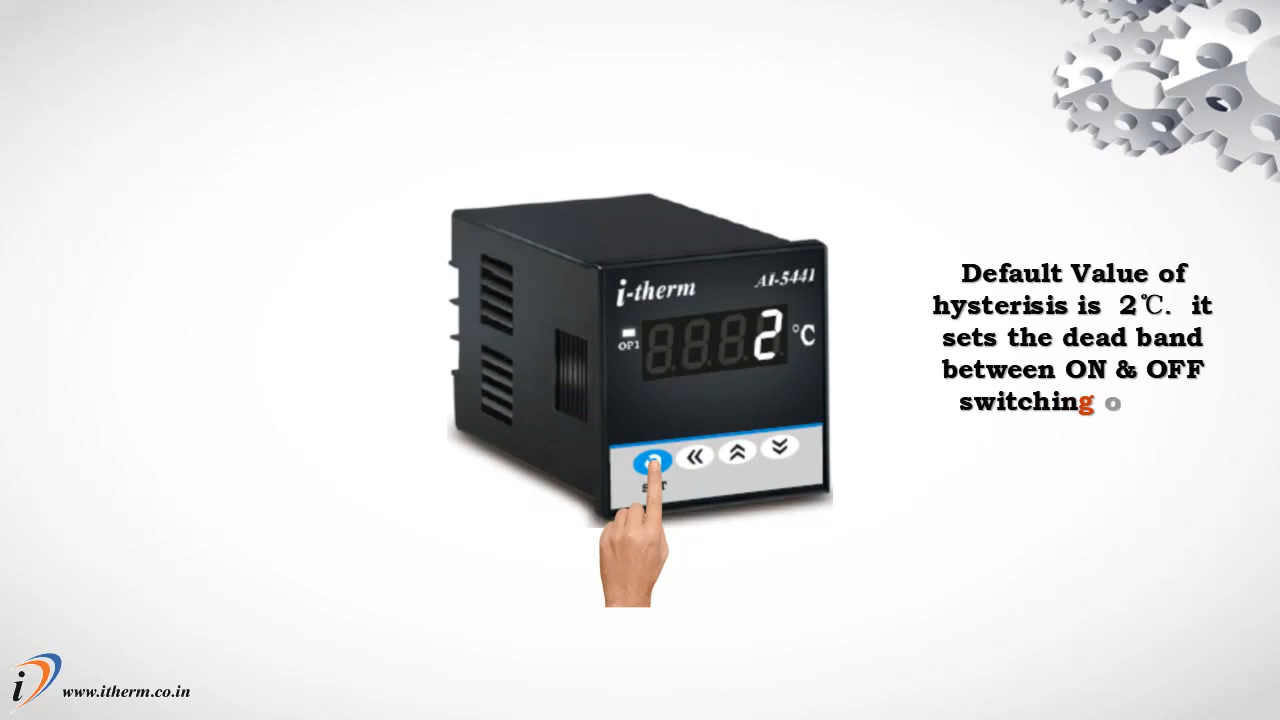 i-therm
AI-5441
OP1
2
°C
Default Value of
hysterisis is 2℃. it
sets the dead band
between ON & OFF
switching o
www.itherm.co.in